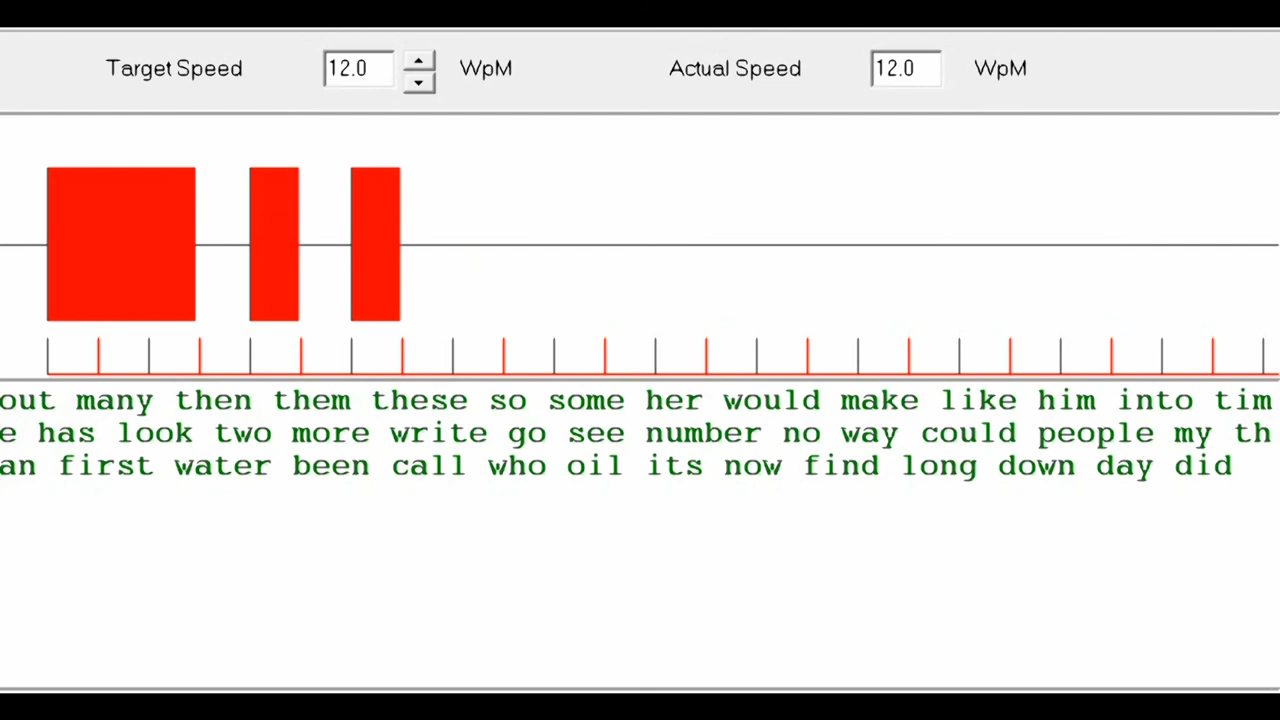 Target Speed 12.0 WpM Actual Speed 12.0 WpM
out many then them these so some her would make like him into tim
e has look two more write go see number no way could people my th
an first water been call who oil its now find long down day did